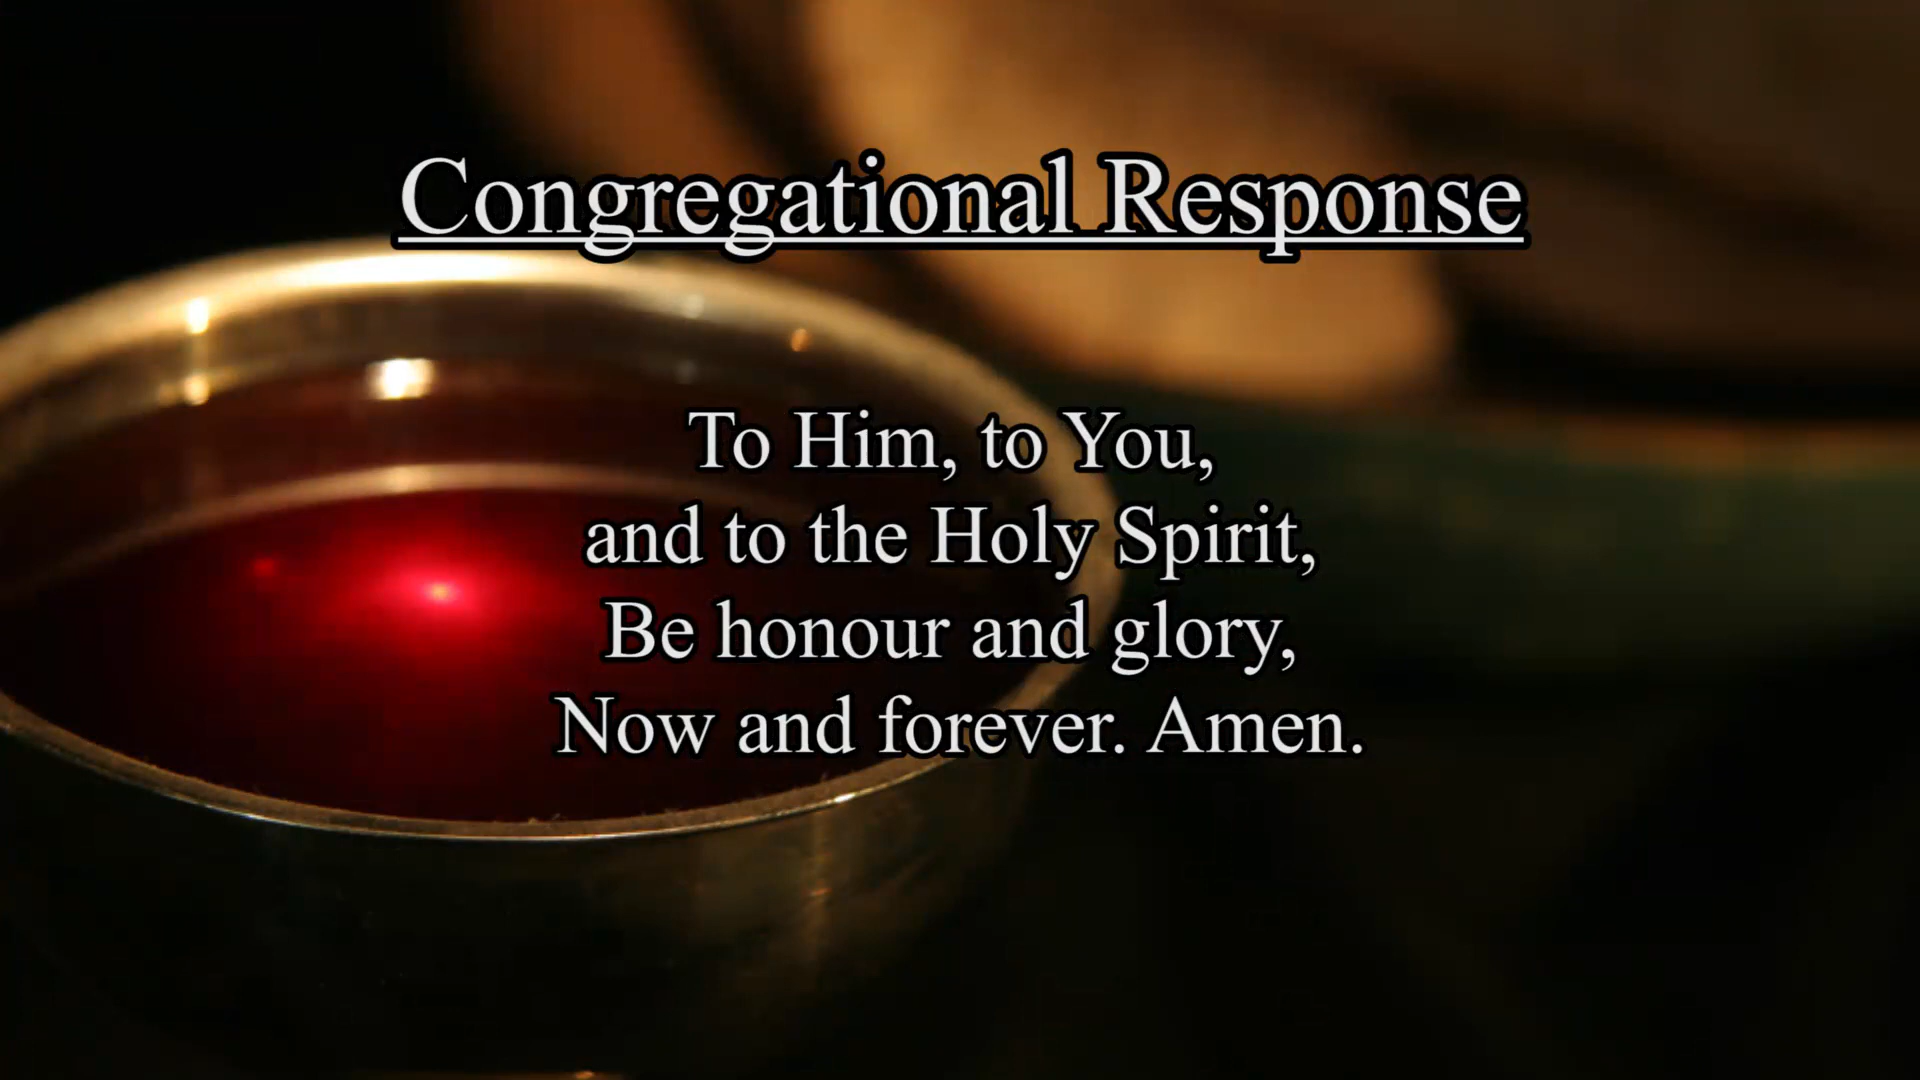 Congregational Response
To Him, to You,
and to the Holy Spirit,
Be honour and glory,
Now and forever. Amen.